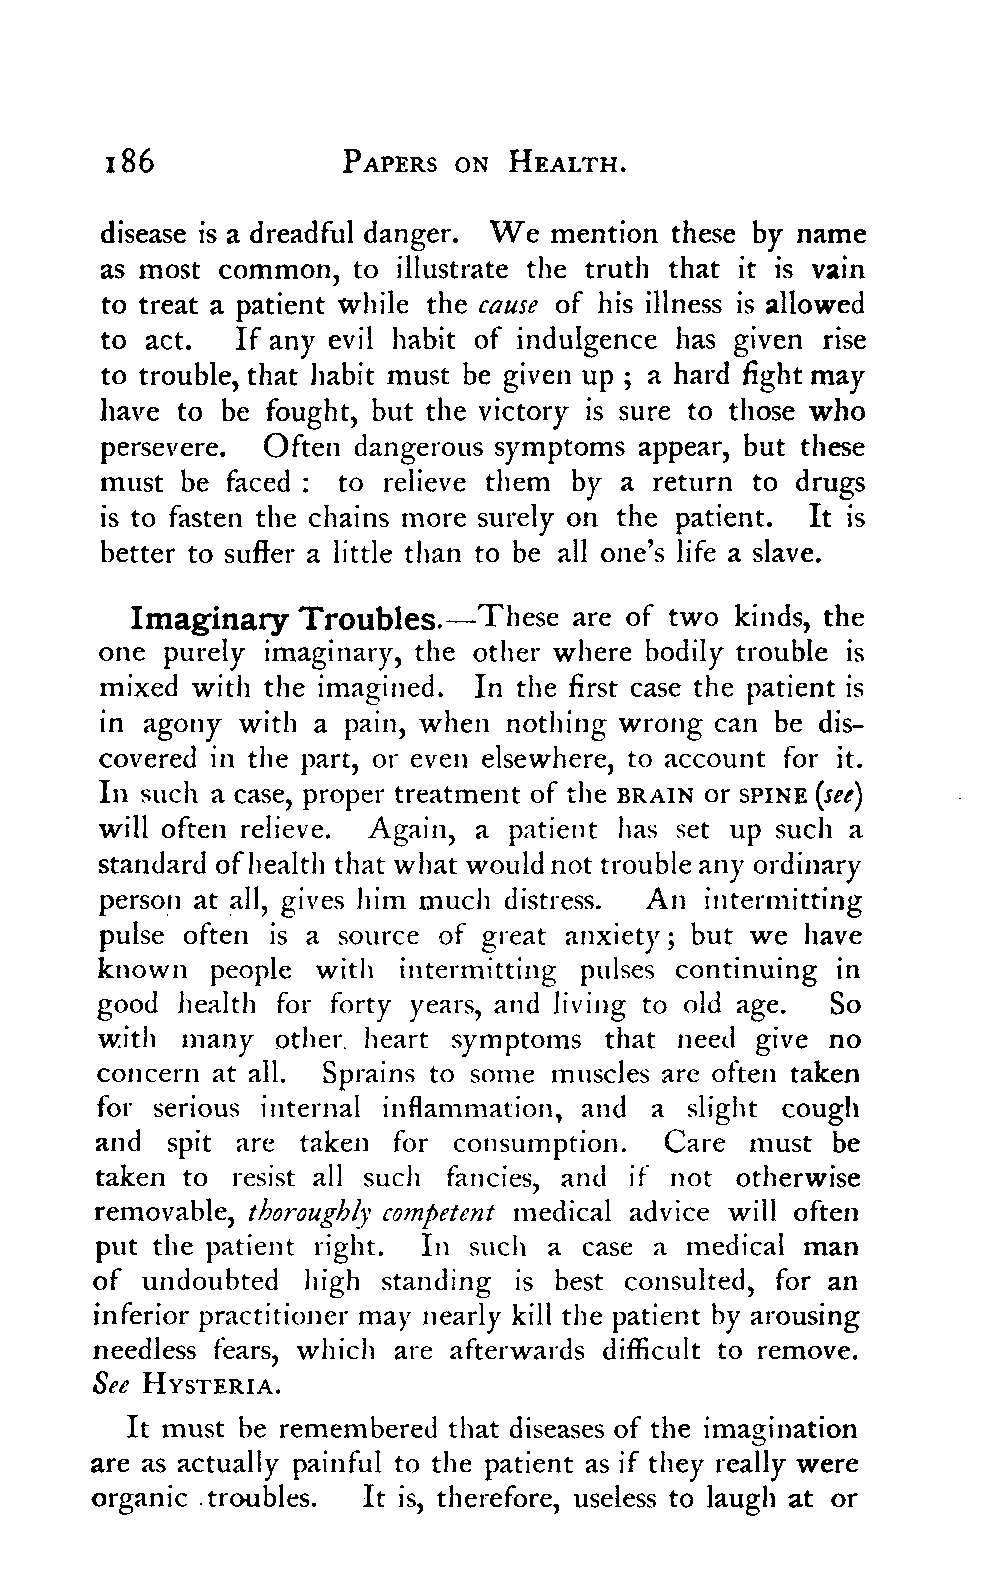 186 PAPERS ON HEALTH.
disease is a dreadful danger. We mention these by name
as most common, to illustrate the truth that it is vain
to treat a patient while the cause of his illness is allowed
to act. If any evil habit of indulgence has given rise
to trouble, that habit must be given up ; a hard fight may
have to be fought, but the victory is sure to those who
persevere. Often dangerous symptoms appear, but these
must be faced : to relieve them by a return to drugs
is to fasten the chains more surely on the patient. It is
better to suffer a little than to be all one's life a slave.
Imaginary Troubles.—These are of two kinds, the
one purely imaginary, the other where bodily trouble is
mixed with the imagined. In the first case the patient is
in agony with a pain, when nothing wrong can be dis-
covered in the part, or even elsewhere, to account for it.
In such a case, proper treatment of the BRAIN or SPINE (see)
will often relieve. Again, a patient has set up such a
standard of health that what would not trouble any ordinary
person at all, gives him much distress. An intermitting
pulse often is a source of great anxiety; but we have
known people with intermitting pulses continuing in
good health for forty years, and living to old age. So
with many other heart symptoms that need give no
concern at all. Sprains to some muscles are often taken
for serious internal inflammation, and a slight cough
and spit are taken for consumption. Care must be
taken to resist all such fancies, and if not otherwise
removable, thoroughly competent medical advice will often
put the patient right. In such a case a medical man
of undoubted high standing is best consulted, for an
inferior practitioner may nearly kill the patient by arousing
needless fears, which are afterwards difficult to remove.
See HYSTERIA.
It must be remembered that diseases of the imagination
are as actually painful to the patient as if they really were
organic troubles. It is, therefore, useless to laugh at or